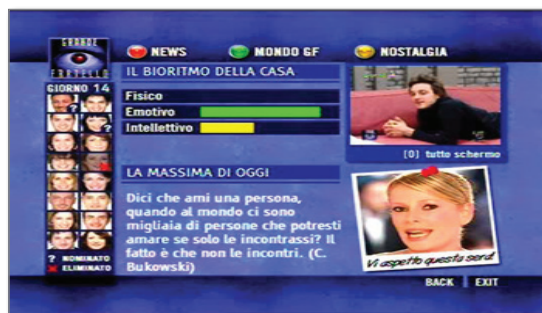 GRANDE
FRATELLO
NEWS
MONDO GF
NOSTALGIA
GIORNO 14
?
?
? NOMINATO
ELIMINATO
IL BIORITMO DELLA CASA
Fisico
Emotivo
Intellettivo
LA MASSIMA DI OGGI
Dici che ami una persona,
quando al mondo ci sono
migliaia di persone che potresti
amare se solo le incontrassi? Il
fatto è che non le incontri. (C.
Bukowski)
[0] tutto schermo
Vi aspetto questa sera!
BACK
EXIT